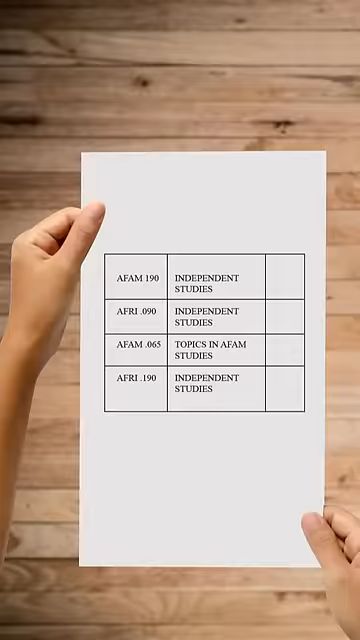 AFAM 190 INDEPENDENT
STUDIES
AFRI .090 INDEPENDENT
STUDIES
AFAM .065 TOPICS IN AFAM
STUDIES
AFRI .190 INDEPENDENT
STUDIES